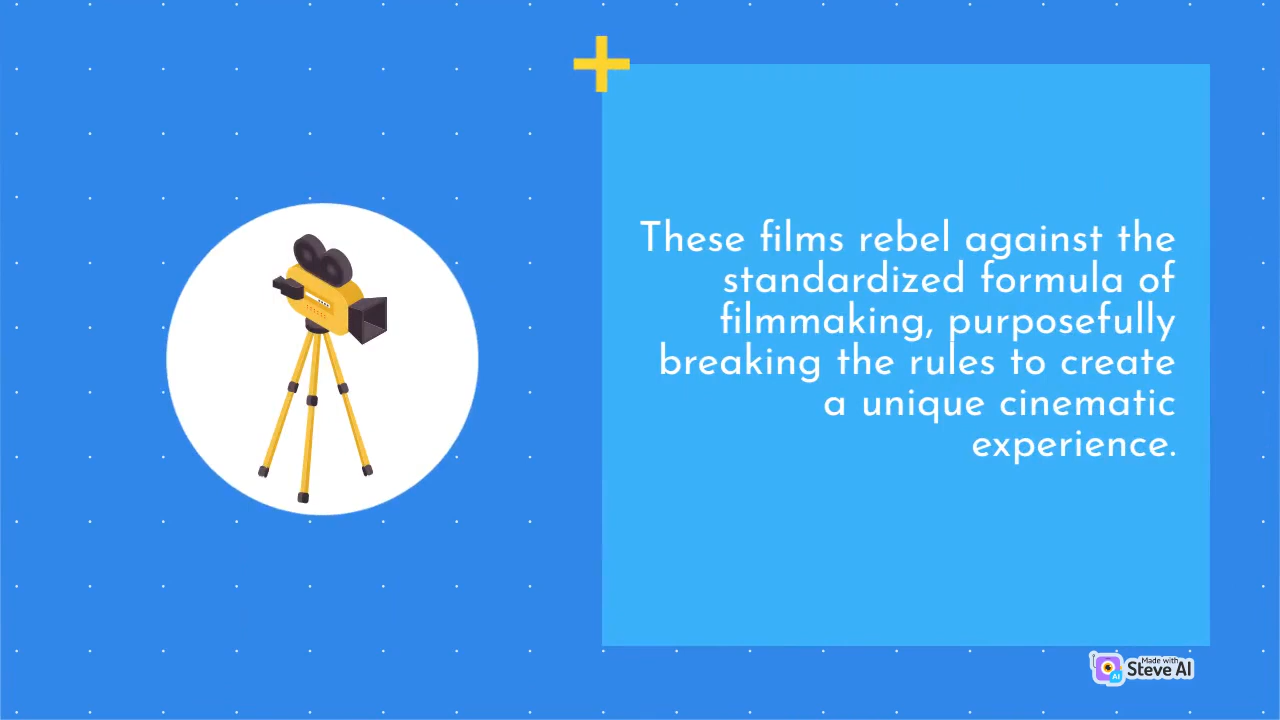 These films rebel against the
standardized formula of
filmmaking, purposefully
breaking the rules to create
a unique cinematic
experience.
Made with
Steve AI
AI